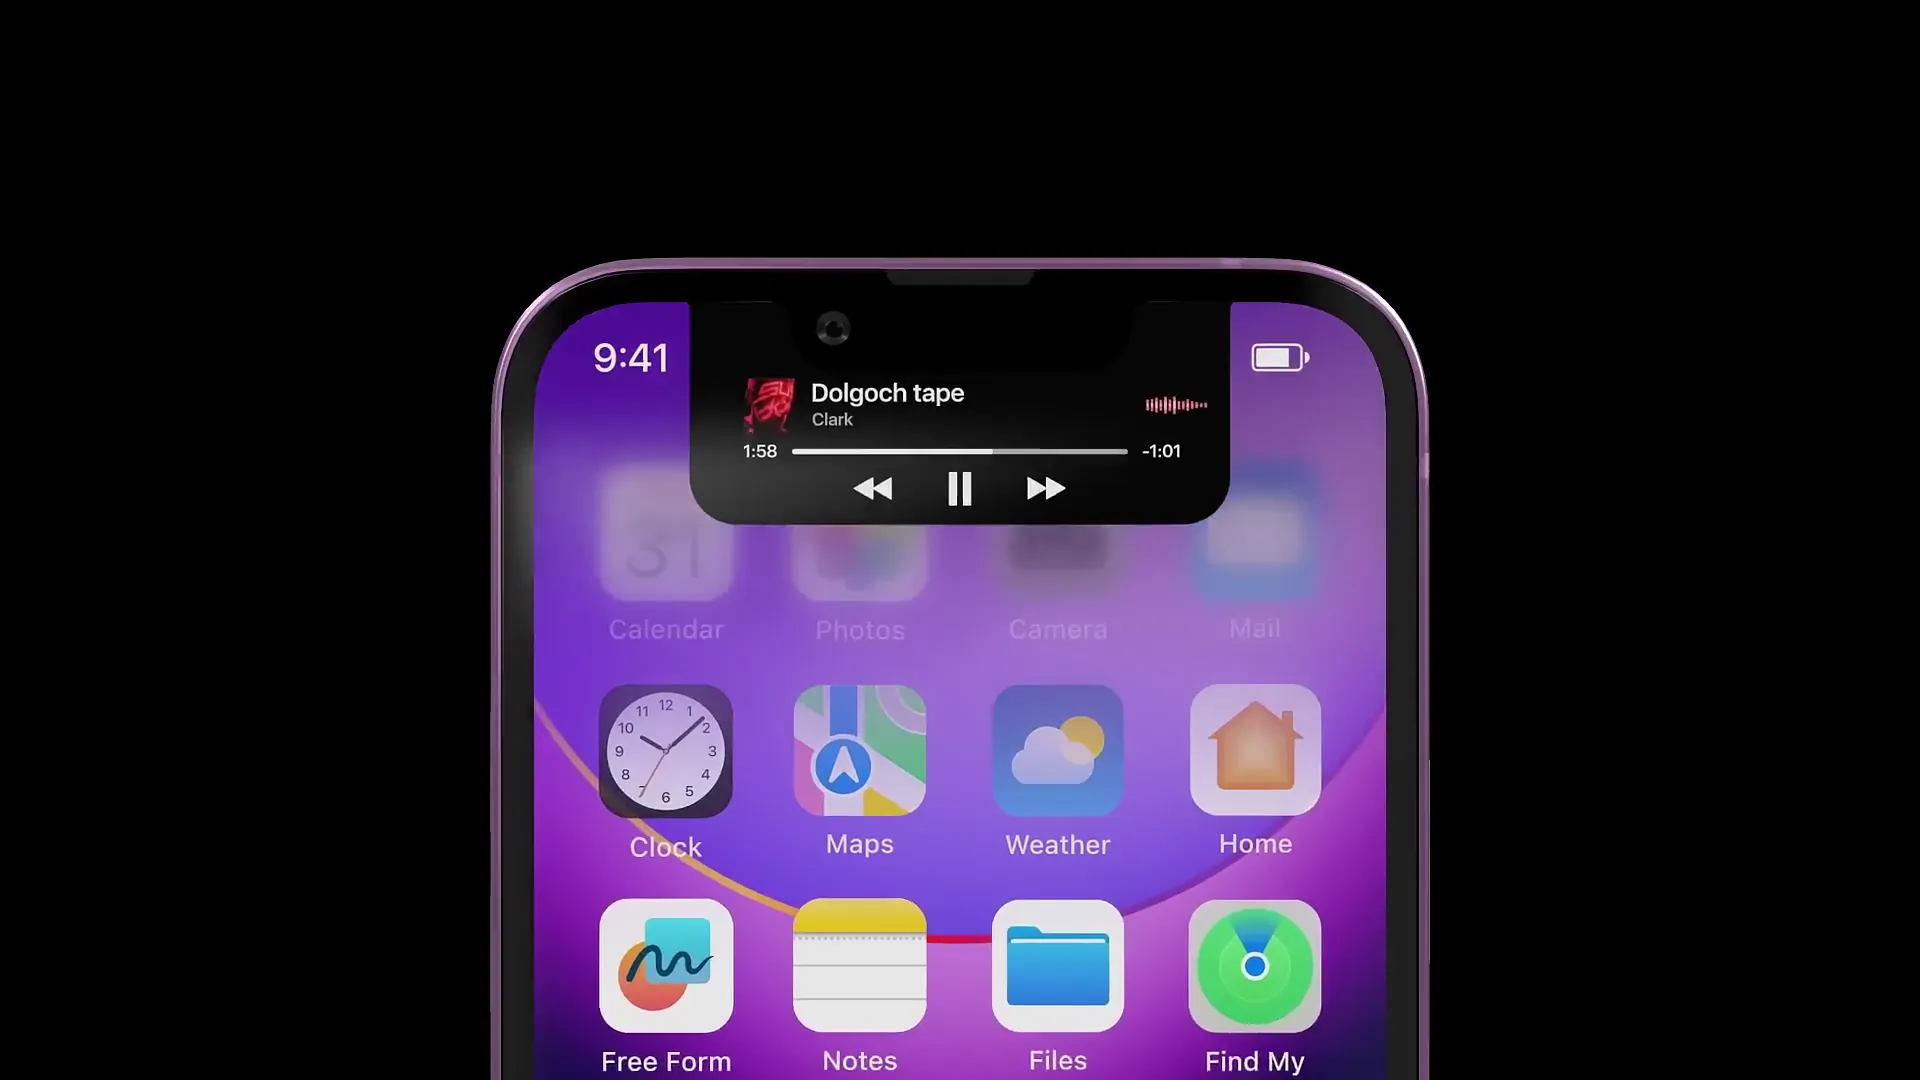 9:41
Dolgoch tape
Clark
1:58
-1:01
31
Calendar
Photos
Camera
Mail
11 12 1
10 2
9 3
8 4
7 6 5
Clock
Maps
Weather
Home
Free Form
Notes
Files
Find My